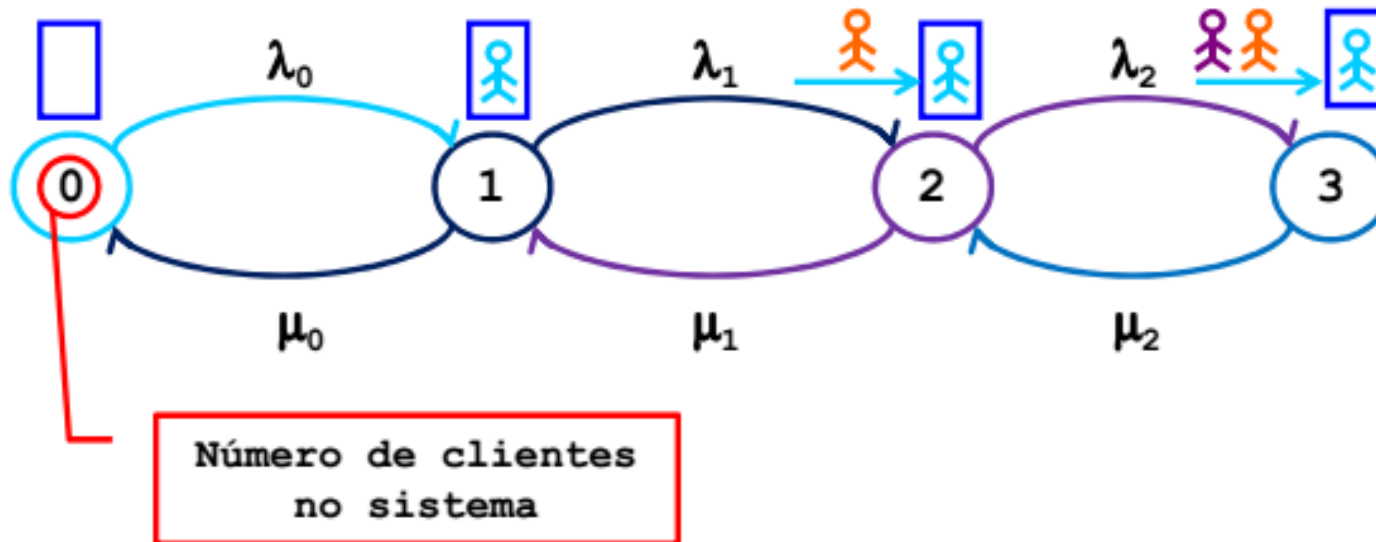 λ₀ λ₁ λ₂
0 1 2 3
μ₀ μ₁ μ₂
Número de clientes
no sistema